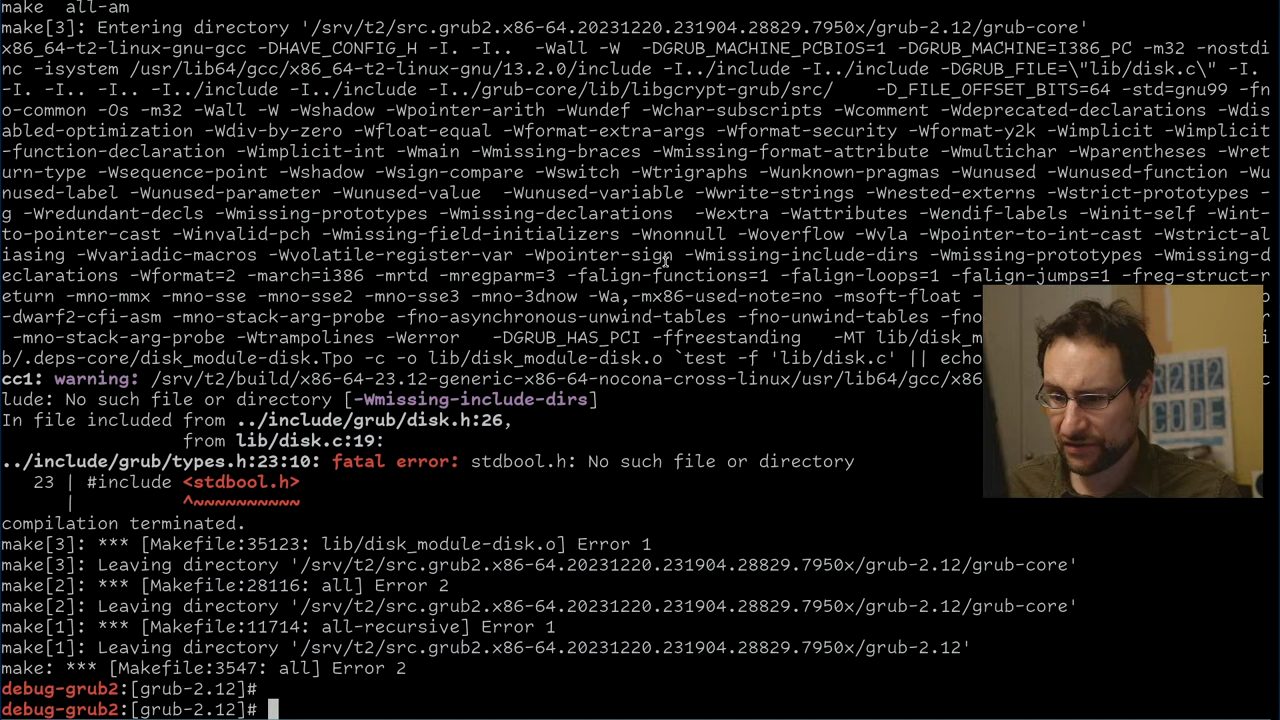 make  all-am
make[3]: Entering directory '/srv/t2/src.grub2.x86-64.20231220.231904.28829.7950x/grub-2.12/grub-core'
x86_64-t2-linux-gnu-gcc -DHAVE_CONFIG_H -I. -I..  -Wall -W  -DGRUB_MACHINE_PCBIOS=1 -DGRUB_MACHINE=I386_PC -m32 -nostdi
nc -isystem /usr/lib64/gcc/x86_64-t2-linux-gnu/13.2.0/include -I../include -I../include -DGRUB_FILE=\"lib/disk.c\" -I.
-I. -I.. -I.. -I../include -I../include -I../grub-core/lib/libgcrypt-grub/src/    -D_FILE_OFFSET_BITS=64 -std=gnu99 -fn
o-common -Os -m32 -Wall -W -Wshadow -Wpointer-arith -Wundef -Wchar-subscripts -Wcomment -Wdeprecated-declarations -Wdis
abled-optimization -Wdiv-by-zero -Wfloat-equal -Wformat-extra-args -Wformat-security -Wformat-y2k -Wimplicit -Wimplicit
-function-declaration -Wimplicit-int -Wmain -Wmissing-braces -Wmissing-format-attribute -Wmultichar -Wparentheses -Wret
urn-type -Wsequence-point -Wshadow -Wsign-compare -Wswitch -Wtrigraphs -Wunknown-pragmas -Wunused -Wunused-function -Wu
nused-label -Wunused-parameter -Wunused-value  -Wunused-variable -Wwrite-strings -Wnested-externs -Wstrict-prototypes -
g -Wredundant-decls -Wmissing-prototypes -Wmissing-declarations  -Wextra -Wattributes -Wendif-labels -Winit-self -Wint-
to-pointer-cast -Winvalid-pch -Wmissing-field-initializers -Wnonnull -Woverflow -Wvla -Wpointer-to-int-cast -Wstrict-al
iasing -Wvariadic-macros -Wvolatile-register-var -Wpointer-sign -Wmissing-include-dirs -Wmissing-prototypes -Wmissing-d
eclarations -Wformat=2 -march=i386 -mrtd -mregparm=3 -falign-functions=1 -falign-loops=1 -falign-jumps=1 -freg-struct-r
eturn -mno-mmx -mno-sse -mno-sse2 -mno-sse3 -mno-3dnow -Wa,-mx86-used-note=no -msoft-float -
-dwarf2-cfi-asm -mno-stack-arg-probe -fno-asynchronous-unwind-tables -fno-unwind-tables -fno
-mno-stack-arg-probe -Wtrampolines -Werror   -DGRUB_HAS_PCI -ffreestanding   -MT lib/disk_m
b/.deps-core/disk_module-disk.Tpo -c -o lib/disk_module-disk.o `test -f 'lib/disk.c' || echo
cc1: warning: /srv/t2/build/x86-64-23.12-generic-x86-64-nocona-cross-linux/usr/lib64/gcc/x86 c
lude: No such file or directory [-Wmissing-include-dirs]
In file included from ../include/grub/disk.h:26,
from lib/disk.c:19:
../include/grub/types.h:23:10: fatal error: stdbool.h: No such file or directory
23 | #include <stdbool.h>
| ^~~~~~~~~~~
compilation terminated.
make[3]: *** [Makefile:35123: lib/disk_module-disk.o] Error 1
make[3]: Leaving directory '/srv/t2/src.grub2.x86-64.20231220.231904.28829.7950x/grub-2.12/grub-core'
make[2]: *** [Makefile:28116: all] Error 2
make[2]: Leaving directory '/srv/t2/src.grub2.x86-64.20231220.231904.28829.7950x/grub-2.12/grub-core'
make[1]: *** [Makefile:11714: all-recursive] Error 1
make[1]: Leaving directory '/srv/t2/src.grub2.x86-64.20231220.231904.28829.7950x/grub-2.12'
make: *** [Makefile:3547: all] Error 2
debug-grub2:[grub-2.12]#
debug-grub2:[grub-2.12]#